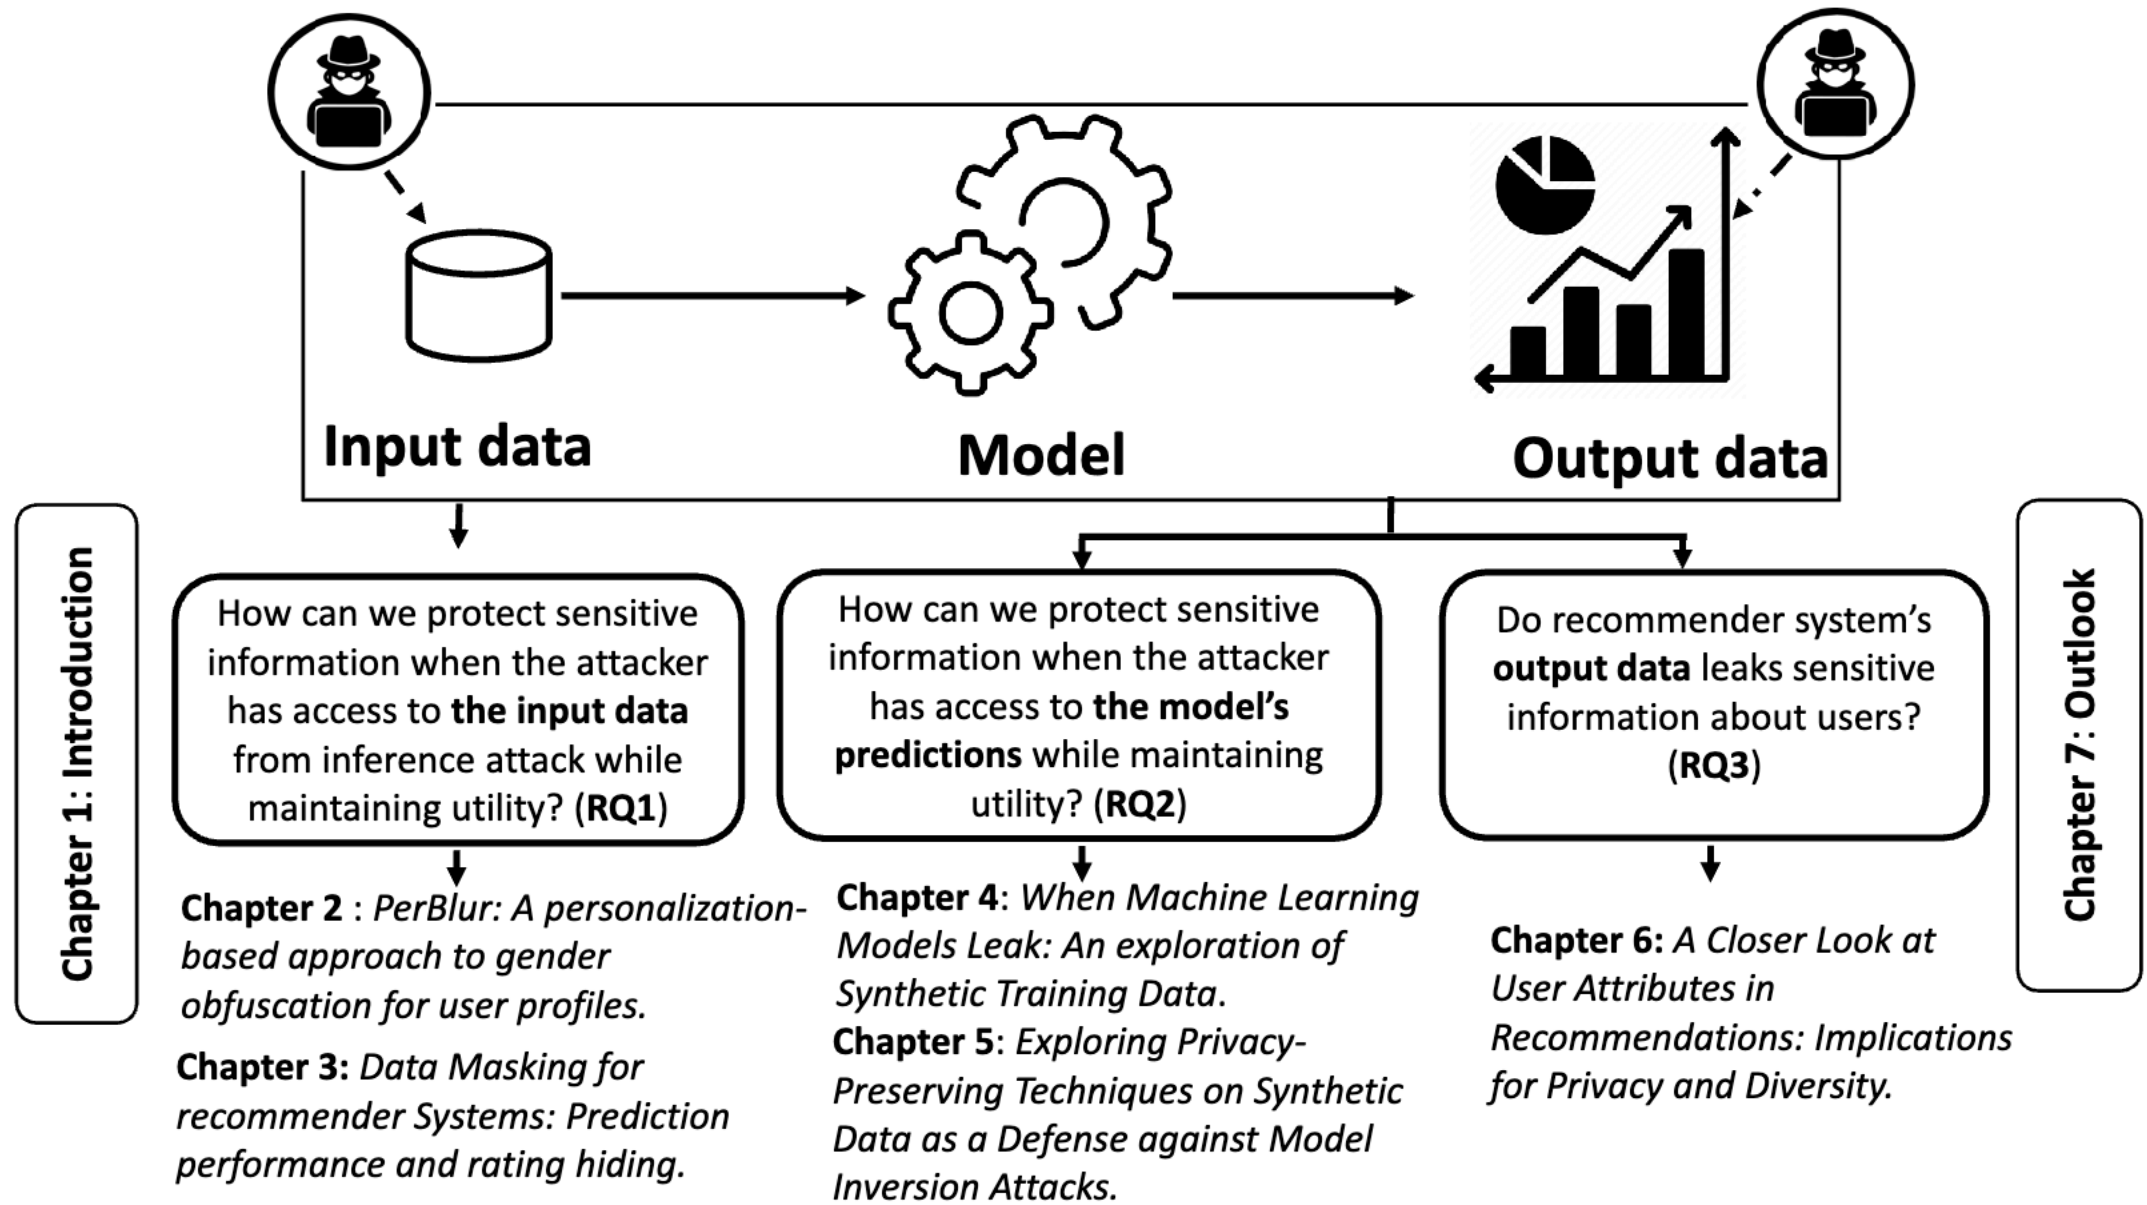 Input data
Model
Output data
Chapter 1: Introduction
How can we protect sensitive
information when the attacker
has access to the input data
from inference attack while
maintaining utility? (RQ1)
How can we protect sensitive
information when the attacker
has access to the model’s
predictions while maintaining
utility? (RQ2)
Do recommender system’s
output data leaks sensitive
information about users?
(RQ3)
Chapter 7: Outlook
Chapter 2 : PerBlur: A personalization-
based approach to gender
obfuscation for user profiles.
Chapter 3: Data Masking for
recommender Systems: Prediction
performance and rating hiding.
Chapter 4: When Machine Learning
Models Leak: An exploration of
Synthetic Training Data.
Chapter 5: Exploring Privacy-
Preserving Techniques on Synthetic
Data as a Defense against Model
Inversion Attacks.
Chapter 6: A Closer Look at
User Attributes in
Recommendations: Implications
for Privacy and Diversity.